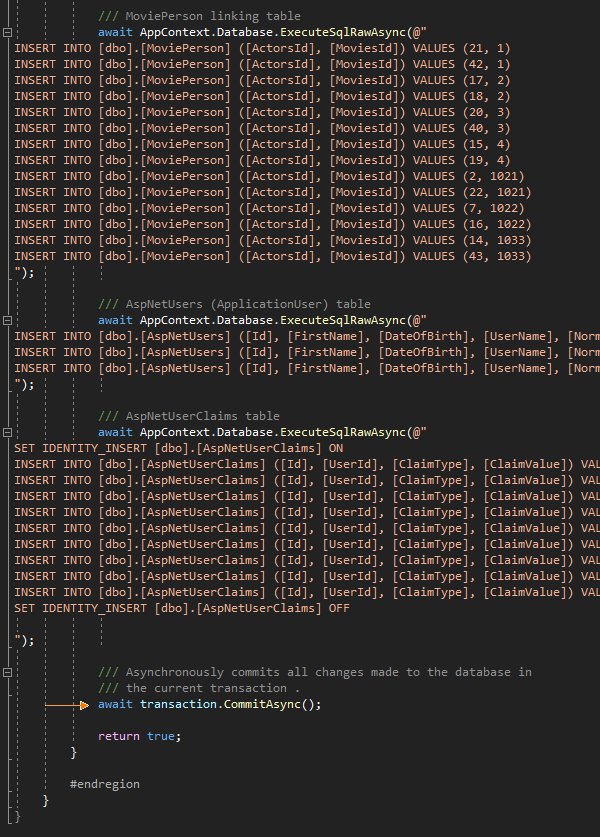 /// MoviePerson linking table
await AppContext.Database.ExecuteSqlRawAsync(@"
INSERT INTO [dbo].[MoviePerson] ([ActorsId], [MoviesId]) VALUES (21, 1)
INSERT INTO [dbo].[MoviePerson] ([ActorsId], [MoviesId]) VALUES (42, 1)
INSERT INTO [dbo].[MoviePerson] ([ActorsId], [MoviesId]) VALUES (17, 2)
INSERT INTO [dbo].[MoviePerson] ([ActorsId], [MoviesId]) VALUES (18, 2)
INSERT INTO [dbo].[MoviePerson] ([ActorsId], [MoviesId]) VALUES (20, 3)
INSERT INTO [dbo].[MoviePerson] ([ActorsId], [MoviesId]) VALUES (40, 3)
INSERT INTO [dbo].[MoviePerson] ([ActorsId], [MoviesId]) VALUES (15, 4)
INSERT INTO [dbo].[MoviePerson] ([ActorsId], [MoviesId]) VALUES (19, 4)
INSERT INTO [dbo].[MoviePerson] ([ActorsId], [MoviesId]) VALUES (2, 1021)
INSERT INTO [dbo].[MoviePerson] ([ActorsId], [MoviesId]) VALUES (22, 1021)
INSERT INTO [dbo].[MoviePerson] ([ActorsId], [MoviesId]) VALUES (7, 1022)
INSERT INTO [dbo].[MoviePerson] ([ActorsId], [MoviesId]) VALUES (16, 1022)
INSERT INTO [dbo].[MoviePerson] ([ActorsId], [MoviesId]) VALUES (14, 1033)
INSERT INTO [dbo].[MoviePerson] ([ActorsId], [MoviesId]) VALUES (43, 1033)
");
/// AspNetUsers (ApplicationUser) table
await AppContext.Database.ExecuteSqlRawAsync(@"
INSERT INTO [dbo].[AspNetUsers] ([Id], [FirstName], [DateOfBirth], [UserName], [Norm
INSERT INTO [dbo].[AspNetUsers] ([Id], [FirstName], [DateOfBirth], [UserName], [Norm
INSERT INTO [dbo].[AspNetUsers] ([Id], [FirstName], [DateOfBirth], [UserName], [Norm
");
/// AspNetUserClaims table
await AppContext.Database.ExecuteSqlRawAsync(@"
SET IDENTITY_INSERT [dbo].[AspNetUserClaims] ON
INSERT INTO [dbo].[AspNetUserClaims] ([Id], [UserId], [ClaimType], [ClaimValue]) VAL
INSERT INTO [dbo].[AspNetUserClaims] ([Id], [UserId], [ClaimType], [ClaimValue]) VAL
INSERT INTO [dbo].[AspNetUserClaims] ([Id], [UserId], [ClaimType], [ClaimValue]) VAL
INSERT INTO [dbo].[AspNetUserClaims] ([Id], [UserId], [ClaimType], [ClaimValue]) VAL
INSERT INTO [dbo].[AspNetUserClaims] ([Id], [UserId], [ClaimType], [ClaimValue]) VAL
INSERT INTO [dbo].[AspNetUserClaims] ([Id], [UserId], [ClaimType], [ClaimValue]) VAL
INSERT INTO [dbo].[AspNetUserClaims] ([Id], [UserId], [ClaimType], [ClaimValue]) VAL
INSERT INTO [dbo].[AspNetUserClaims] ([Id], [UserId], [ClaimType], [ClaimValue]) VAL
INSERT INTO [dbo].[AspNetUserClaims] ([Id], [UserId], [ClaimType], [ClaimValue]) VAL
SET IDENTITY_INSERT [dbo].[AspNetUserClaims] OFF
");
/// Asynchronously commits all changes made to the database in
/// the current transaction .
await transaction.CommitAsync();
return true;
}
#endregion
}
}